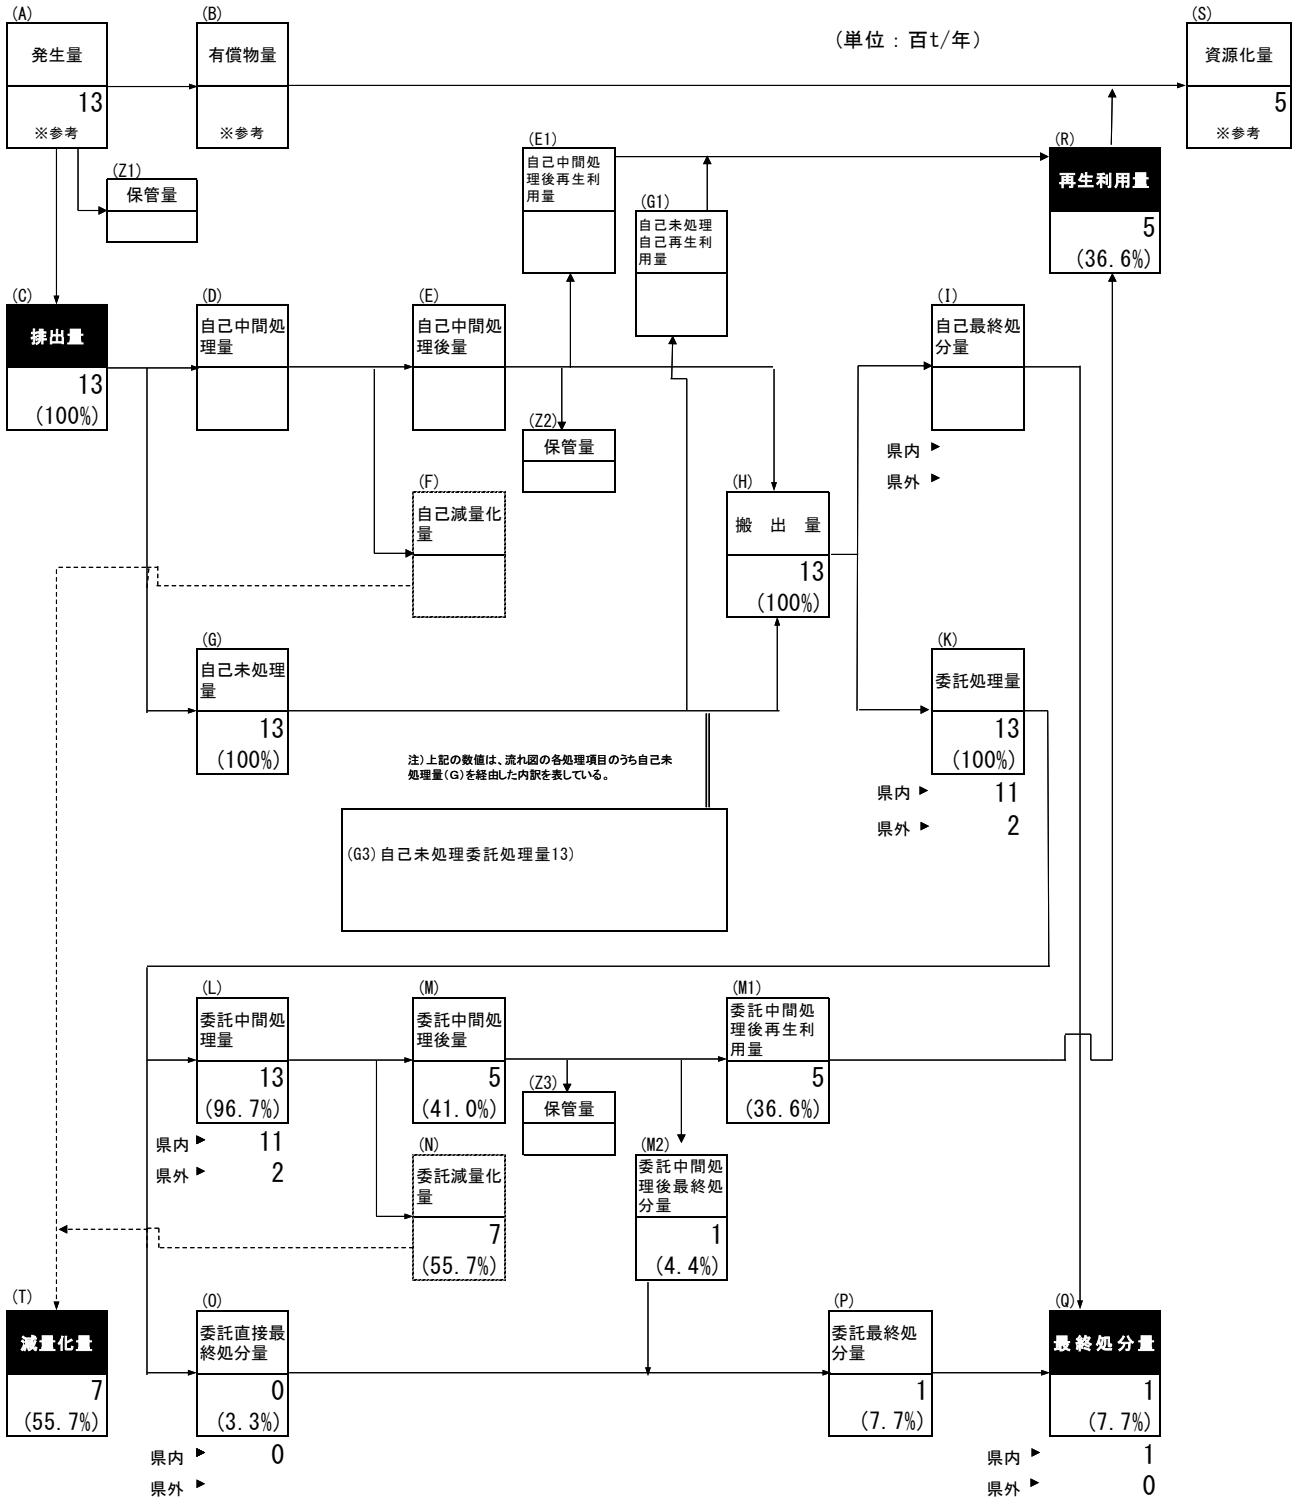 (A)
発生量
13
※参考
(B)
有償物量
※参考
(単位：百t/年)
(S)
資源化量
5
※参考
(Z1)
保管量
(E1)
自己中間処
理後再生利
用量
(G1)
自己未処理
自己再生利
用量
(R)
再生利用量
5
(36.6%)
(C)
排出量
13
(100%)
(D)
自己中間処
理量
(E)
自己中間処
理後量
(Z2)
保管量
(I)
自己最終処
分量
県内 ▶
県外 ▶
(F)
自己減量化
量
(H)
搬 出 量
13
(100%)
(G)
自己未処理
量
13
(100%)
(K)
委託処理量
13
(100%)
県内 ▶ 11
県外 ▶ 2
注)上記の数値は、流れ図の各処理項目のうち自己未
処理量(G)を経由した内訳を表している。
(G3)自己未処理委託処理量13)
(L)
委託中間処
理量
13
(96.7%)
県内 ▶ 11
県外 ▶ 2
(M)
委託中間処
理後量
5
(41.0%)
(Z3)
保管量
(M1)
委託中間処
理後再生利
用量
5
(36.6%)
(N)
委託減量化
量
7
(55.7%)
(M2)
委託中間処
理後最終処
分量
1
(4.4%)
(T)
減量化量
7
(55.7%)
(O)
委託直接最
終処分量
0
(3.3%)
県内 ▶ 0
県外 ▶
(P)
委託最終処
分量
1
(7.7%)
(Q)
最終処分量
1
(7.7%)
県内 ▶ 1
県外 ▶ 0